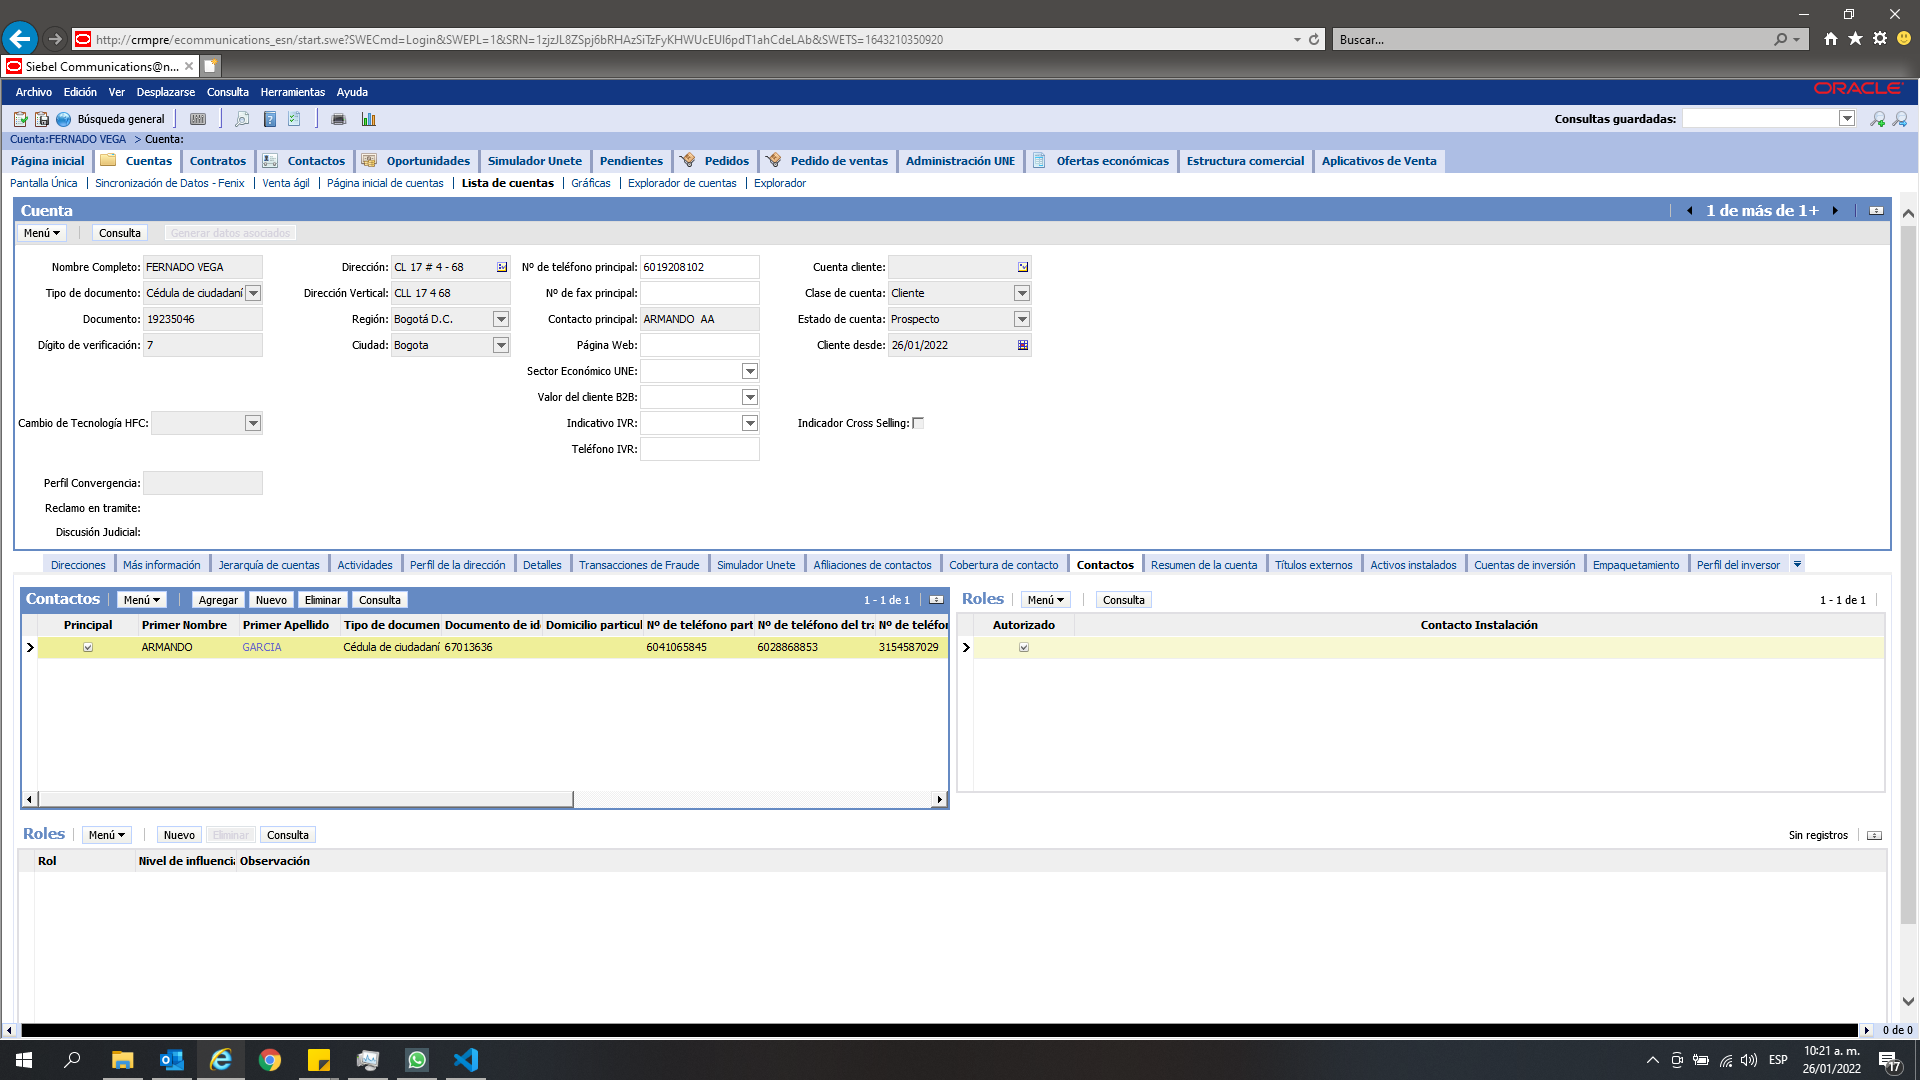 http://crmpre/ecommunications_esn/start.swe?SWECmd=Login&SWEPL=1&SRN=1zjzJL8ZSpj6bRHAzSiTzFyKHWUcEUI6pdT1ahCdeLAb&SWETS=1643210350920
Buscar...
Siebel Communications@n...
Archivo Edición Ver Desplazarse Consulta Herramientas Ayuda
ORACLE
Búsqueda general
Consultas guardadas:
Cuenta:FERNADO VEGA > Cuenta:
Página inicial Cuentas Contratos Contactos Oportunidades Simulador Unete Pendientes Pedidos Pedido de ventas Administración UNE Ofertas económicas Estructura comercial Aplicativos de Venta
Pantalla Única Sincronización de Datos - Fenix Venta ágil Página inicial de cuentas Lista de cuentas Gráficas Explorador de cuentas Explorador
Cuenta
1 de más de 1+
Menú Consulta Generar datos asociados
Nombre Completo: FERNADO VEGA Dirección: CL 17 # 4 - 68 Nº de teléfono principal: 6019208102 Cuenta cliente:
Tipo de documento: Cédula de ciudadaní Dirección Vertical: CLL 17 4 68 Nº de fax principal: Clase de cuenta: Cliente
Documento: 19235046 Región: Bogotá D.C. Contacto principal: ARMANDO AA Estado de cuenta: Prospecto
Dígito de verificación: 7 Ciudad: Bogota Página Web: Cliente desde: 26/01/2022
Sector Económico UNE:
Valor del cliente B2B:
Cambio de Tecnología HFC: Indicativo IVR: Indicador Cross Selling:
Teléfono IVR:
Perfil Convergencia:
Reclamo en tramite:
Discusión Judicial:
Direcciones Más información Jerarquía de cuentas Actividades Perfil de la dirección Detalles Transacciones de Fraude Simulador Unete Afiliaciones de contactos Cobertura de contacto Contactos Resumen de la cuenta Títulos externos Activos instalados Cuentas de inversión Empaquetamiento Perfil del inversor
Contactos Menú Agregar Nuevo Eliminar Consulta 1 - 1 de 1
Roles Menú Consulta 1 - 1 de 1
Principal Primer Nombre Primer Apellido Tipo de documen Documento de id Domicilio particul Nº de teléfono part Nº de teléfono del tra Nº de teléfon
Autorizado Contacto Instalación
ARMANDO GARCIA Cédula de ciudadaní 67013636 6041065845 6028868853 3154587029
Roles Menú Nuevo Eliminar Consulta Sin registros
Rol Nivel de influencia Observación
0 de 0
ESP
10:21 a. m.
26/01/2022
17